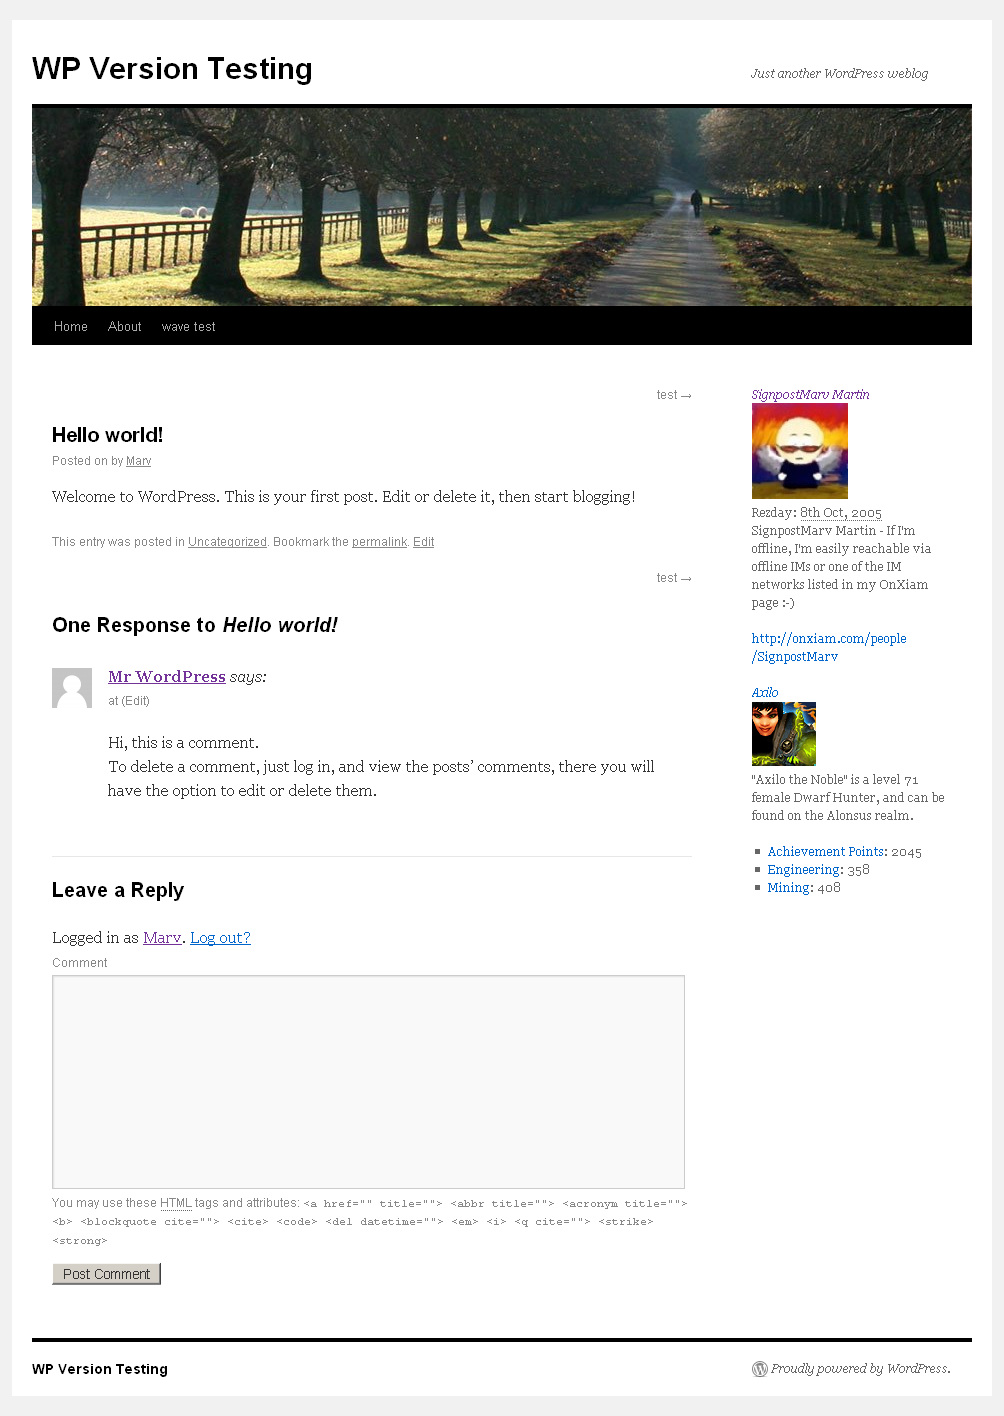 WP Version Testing
Just another WordPress weblog
Home About wave test
test →
Hello world!
Posted on by Marv
Welcome to WordPress. This is your first post. Edit or delete it, then start blogging!
This entry was posted in Uncategorized. Bookmark the permalink. Edit
test →
One Response to Hello world!
Mr WordPress says:
at (Edit)
Hi, this is a comment.
To delete a comment, just log in, and view the posts’ comments, there you will
have the option to edit or delete them.
Leave a Reply
Logged in as Marv. Log out?
Comment
You may use these HTML tags and attributes: <a href="" title=""> <abbr title=""> <acronym title="">
<b> <blockquote cite=""> <cite> <code> <del datetime=""> <em> <i> <q cite=""> <strike>
<strong>
Post Comment
SignpostMarv Martin
Rezday: 8th Oct, 2005
SignpostMarv Martin - If I'm
offline, I'm easily reachable via
offline IMs or one of the IM
networks listed in my OnXiam
page :-)
http://onxiam.com/people
/SignpostMarv
Axilo
"Axilo the Noble" is a level 71
female Dwarf Hunter, and can be
found on the Alonsus realm.
Achievement Points: 2045
Engineering: 358
Mining: 408
WP Version Testing
Proudly powered by WordPress.